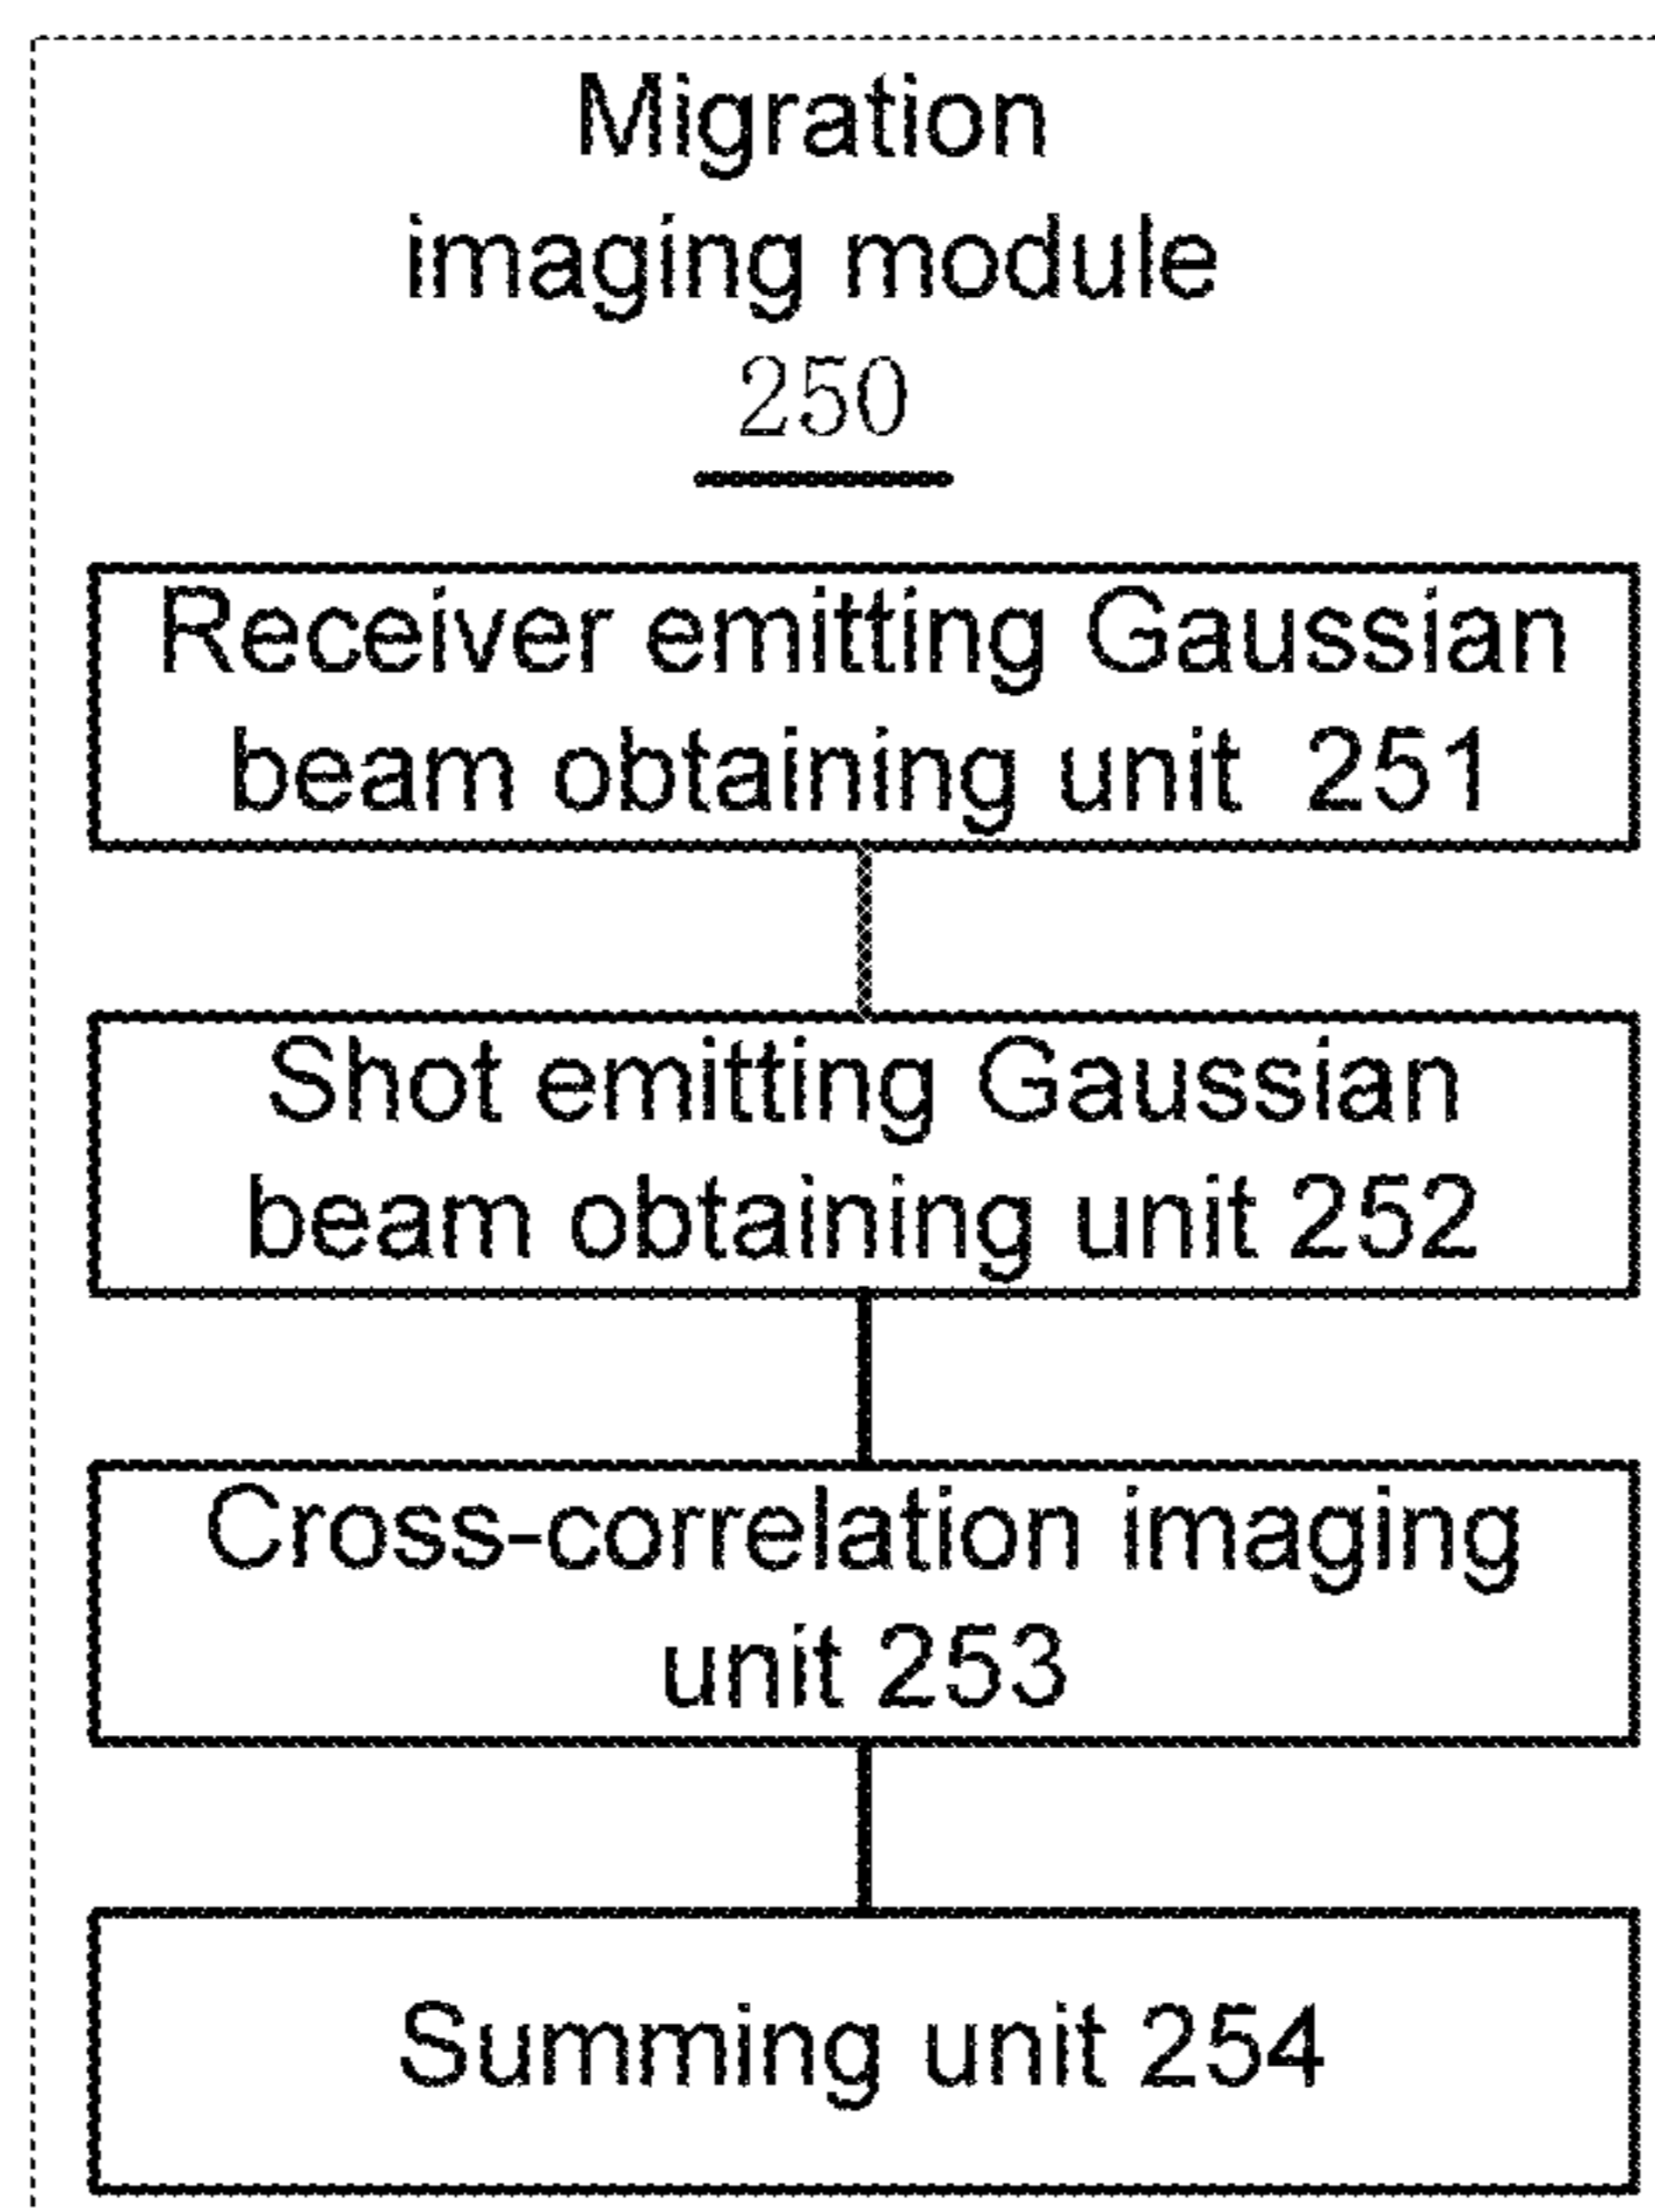 Migration
imaging module
250
Receiver emitting Gaussian
beam obtaining unit 251
Shot emitting Gaussian
beam obtaining unit 252
Cross-correlation imaging
unit 253
Summing unit 254